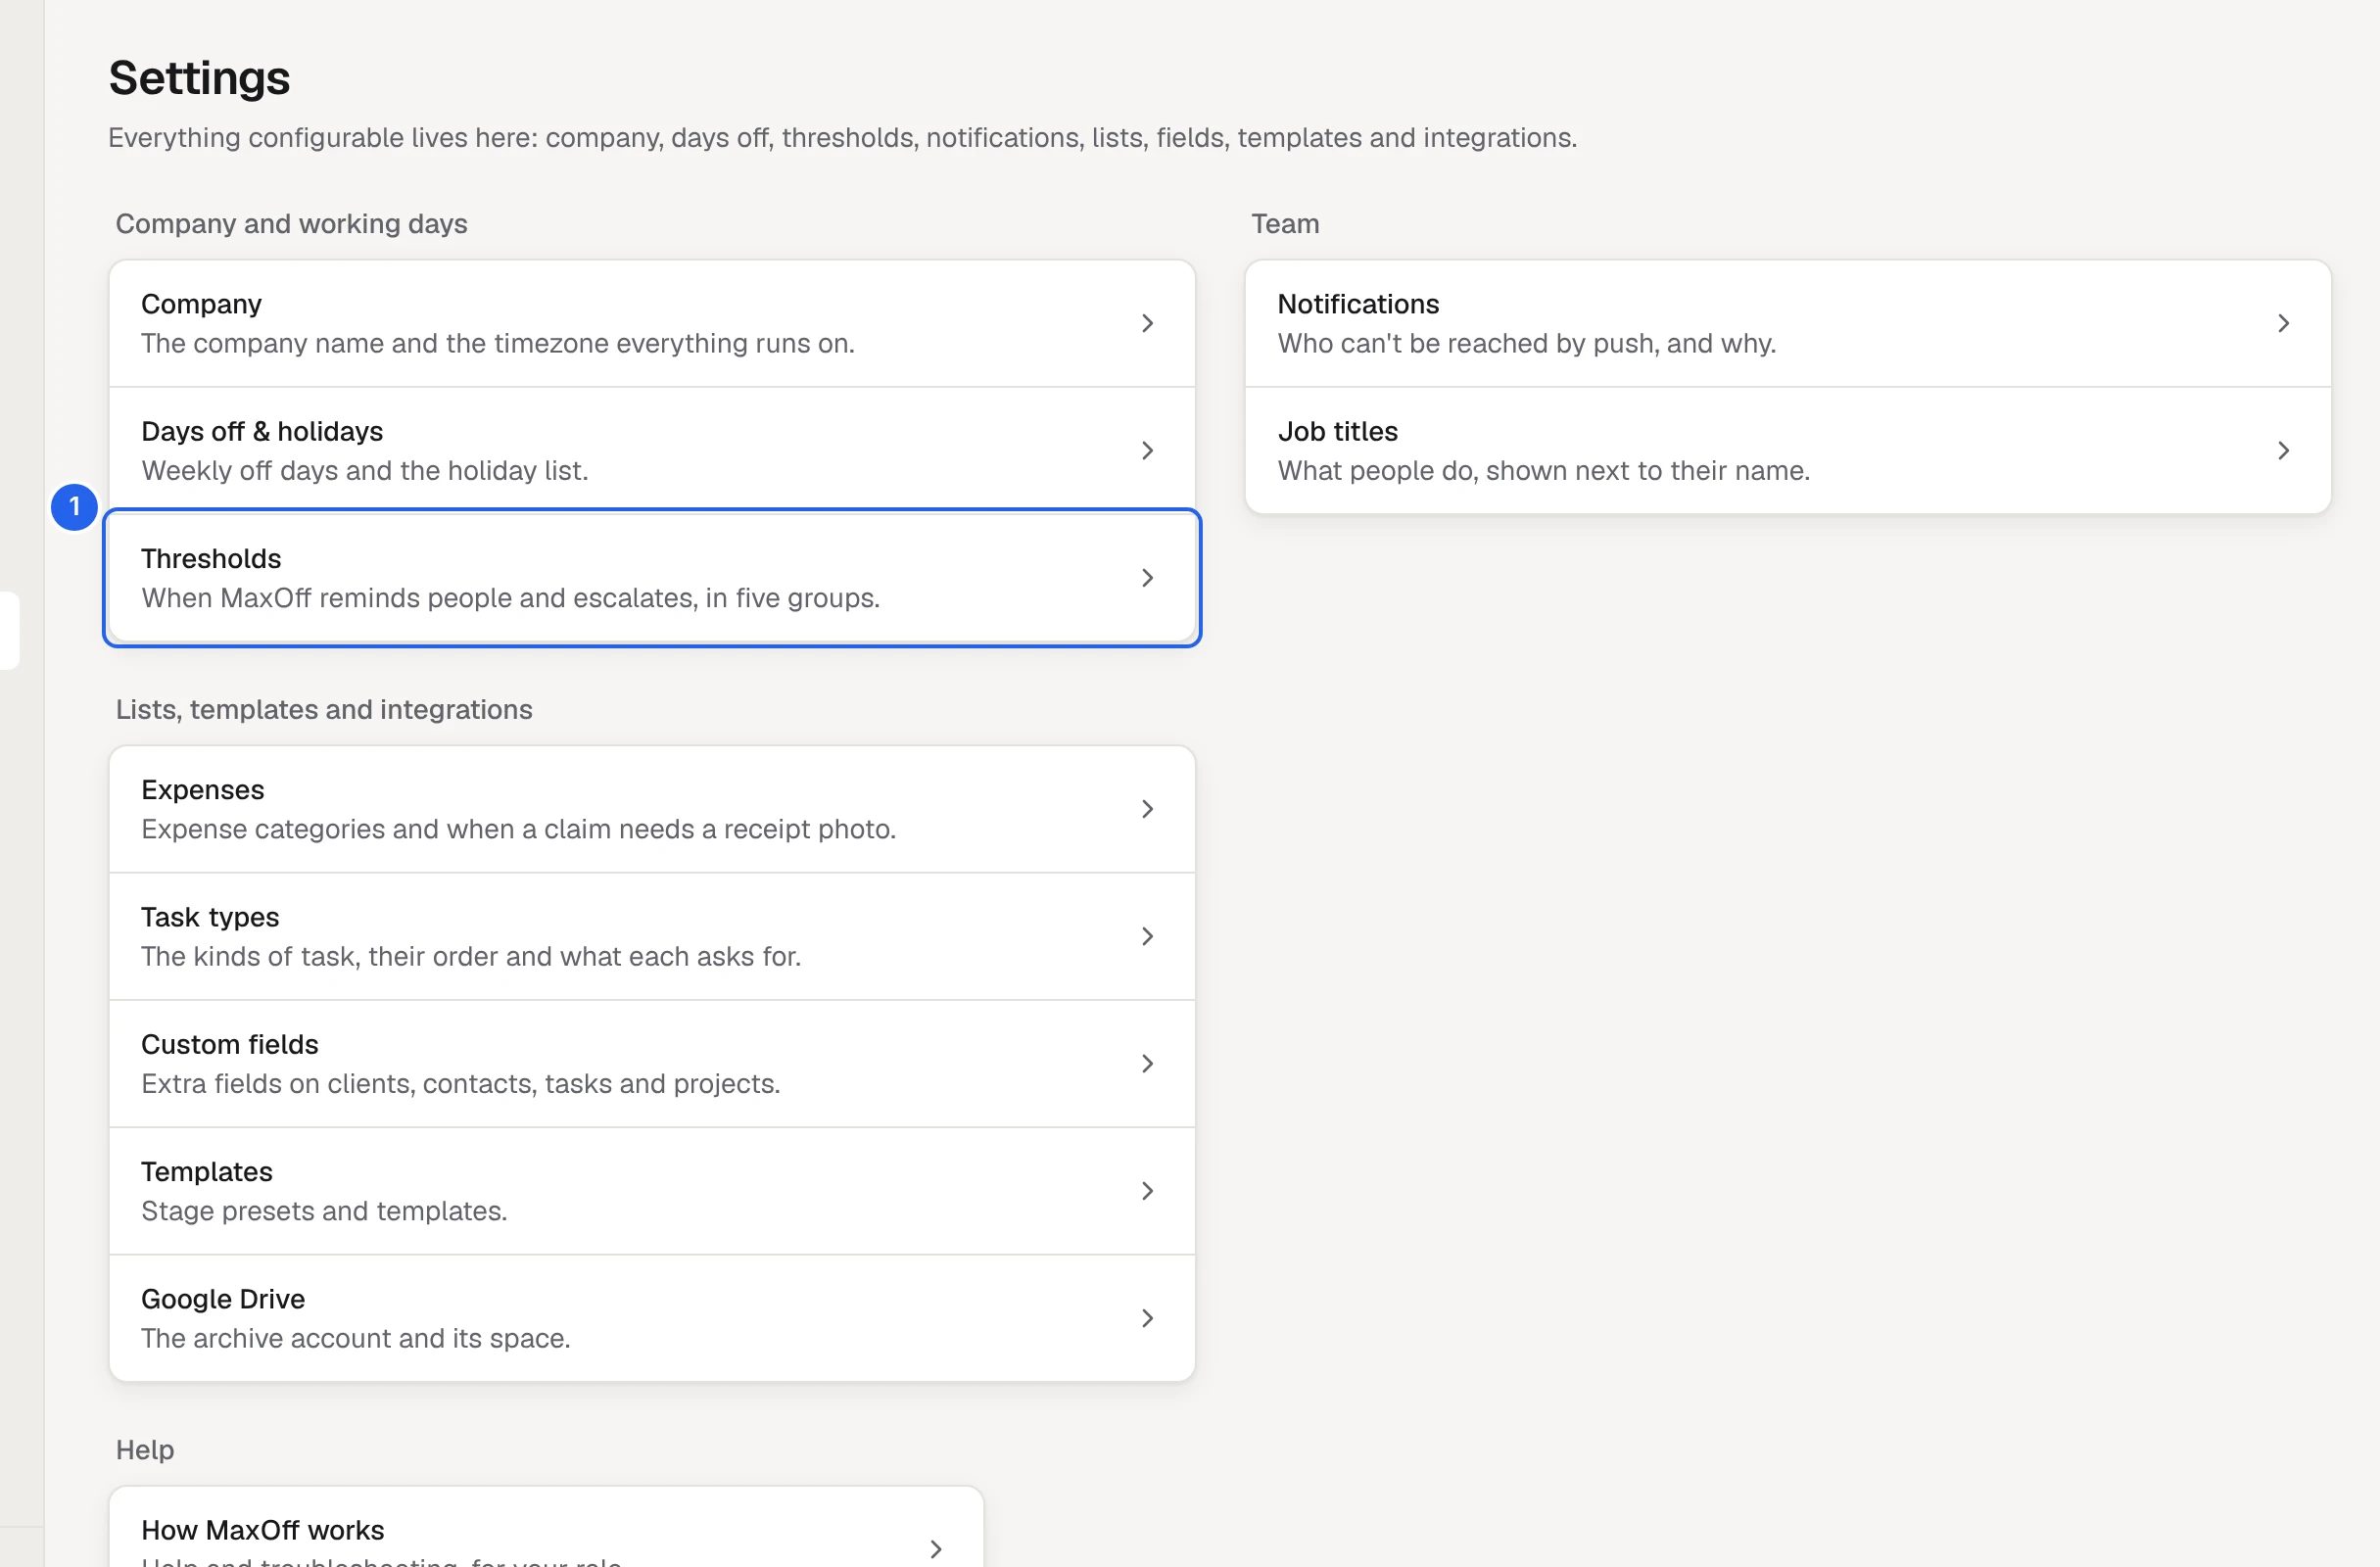 Settings
Everything configurable lives here: company, days off, thresholds, notifications, lists, fields, templates and integrations.
Company and working days
Company
The company name and the timezone everything runs on.
Days off & holidays
Weekly off days and the holiday list.
1
Thresholds
When MaxOff reminds people and escalates, in five groups.
Team
Notifications
Who can't be reached by push, and why.
Job titles
What people do, shown next to their name.
Lists, templates and integrations
Expenses
Expense categories and when a claim needs a receipt photo.
Task types
The kinds of task, their order and what each asks for.
Custom fields
Extra fields on clients, contacts, tasks and projects.
Templates
Stage presets and templates.
Google Drive
The archive account and its space.
Help
How MaxOff works
Help and troubleshooting, for your role